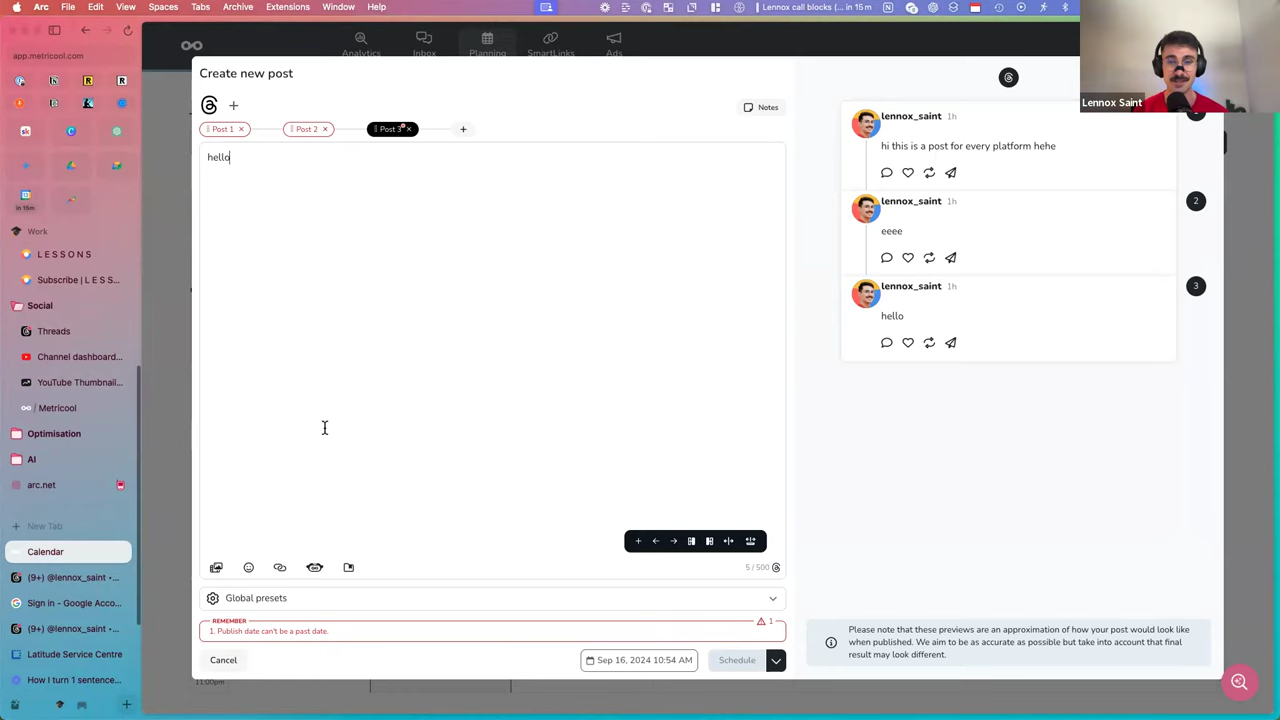 Arc File Edit View Spaces Tabs Archive Extensions Window Help Lennox call blocks (... • in 15 m
app.metricool.com
Analytics Inbox Planning SmartLinks Ads
Lennox Saint
Create new post
Notes
Post 1 × Post 2 × Post 3 × +
hello
5 / 500
Global presets
REMEMBER 1
1. Publish date can't be a past date.
Cancel Sep 16, 2024 10:54 AM Schedule
11:00pm
lennox_saint 1h
hi this is a post for every platform hehe
lennox_saint 1h 2
eeee
lennox_saint 1h 3
hello
Please note that these previews are an approximation of how your post would look like
when published. We aim to be as accurate as possible but take into account that final
result may look different.
in 15m
Work
L E S S O N S
Subscribe | L E S S...
Social
Threads
Channel dashboard...
YouTube Thumbnail...
/ Metricool
Optimisation
AI
arc.net
New Tab
Calendar
(9+) @lennox_saint •...
Sign in - Google Acco...
(9+) @lennox_saint •...
Latitude Service Centre
How I turn 1 sentence...